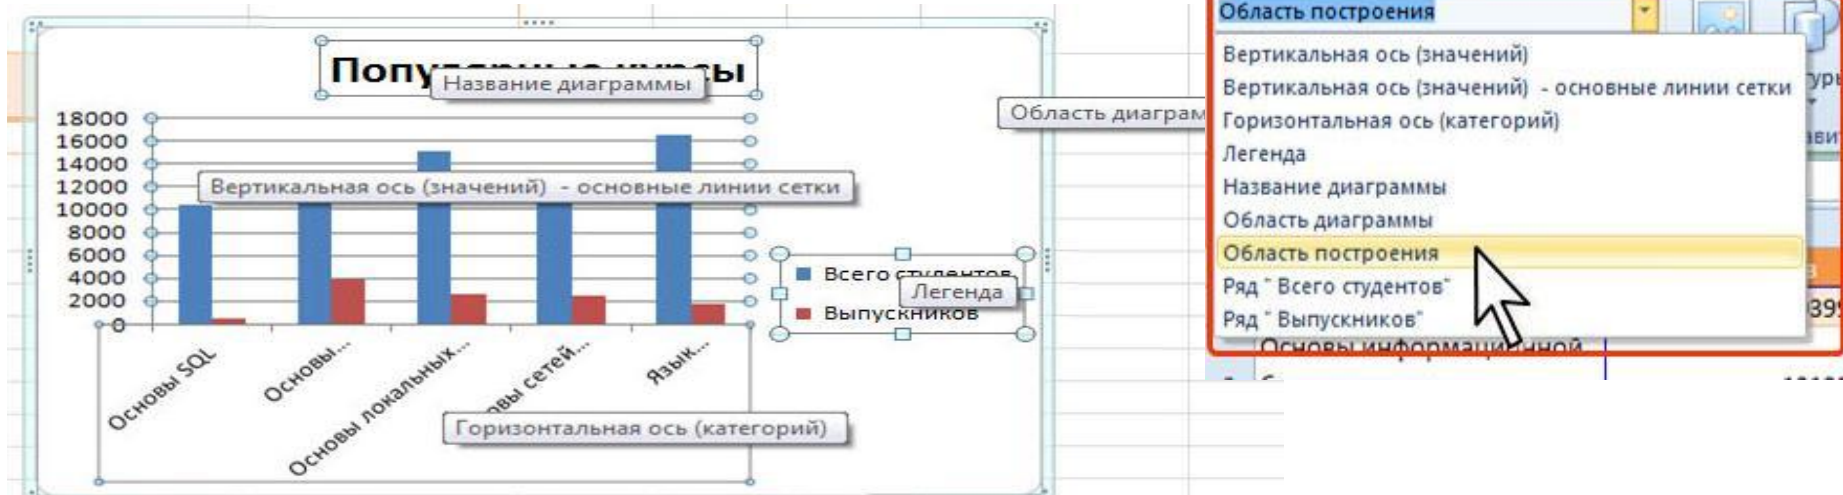 Популярные курсы
Название диаграммы
18000
16000
14000
12000
10000
8000
6000
4000
2000
0
Вертикальная ось (значений) - основные линии сетки
Область диаграм
Всего студентов
Легенда
Выпускников
Основы SQL
Основы...
Основы локальных...
овы сетей...
Язык...
Горизонтальная ось (категорий)
Область построения
Вертикальная ось (значений)
Вертикальная ось (значений) - основные линии сетки
Горизонтальная ось (категорий)
Легенда
Название диаграммы
Область диаграммы
Область построения
Ряд "Всего студентов"
Ряд "Выпускников"
Основы информационной